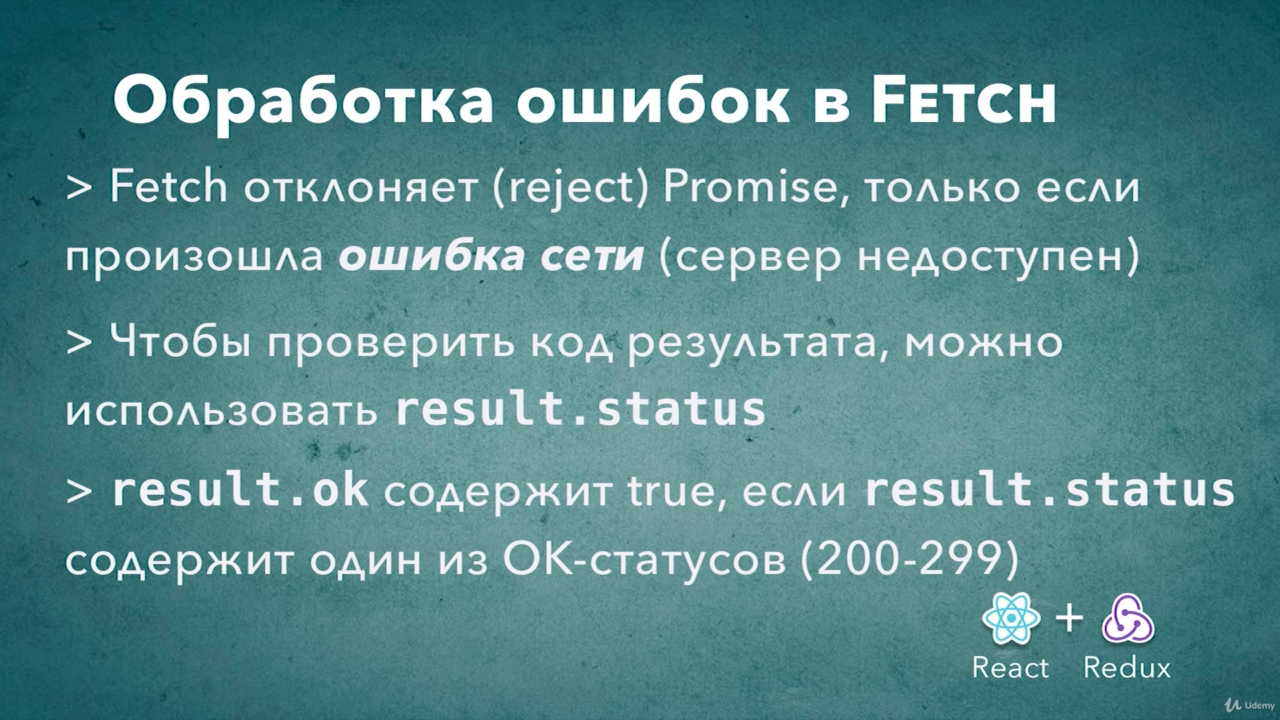 Обработка ошибок в Fetch
> Fetch отклоняет (reject) Promise, только если
произошла ошибка сети (сервер недоступен)
> Чтобы проверить код результата, можно
использовать result.status
> result.ok содержит true, если result.status
содержит один из ОК-статусов (200-299)
+
React Redux
Udemy